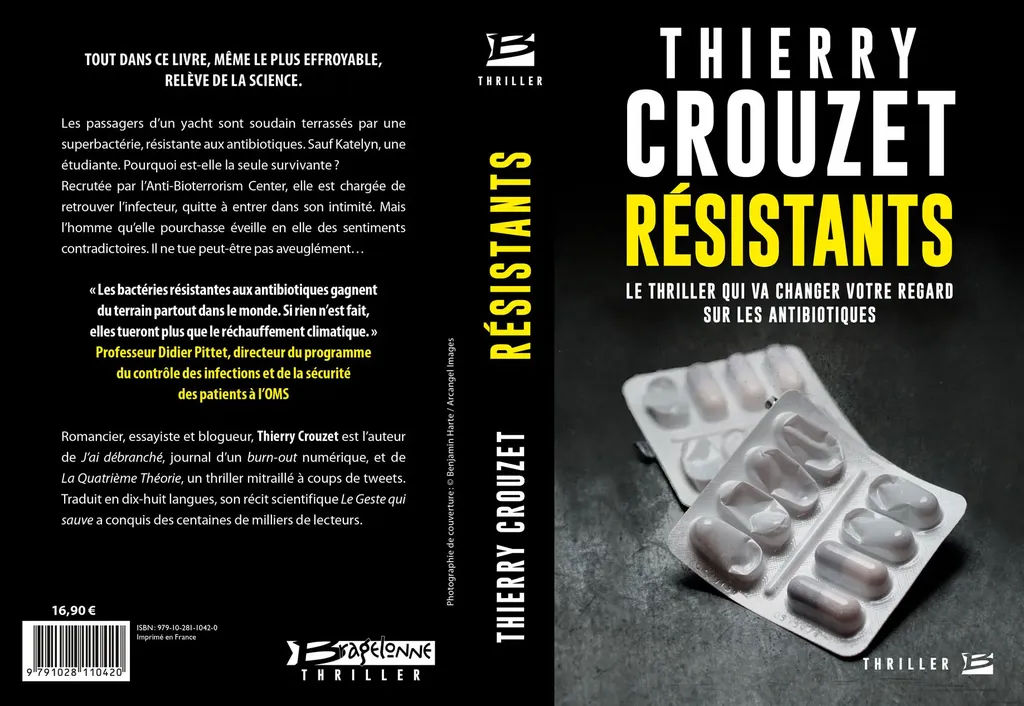 TOUT DANS CE LIVRE, MÊME LE PLUS EFFROYABLE,
RELÈVE DE LA SCIENCE.
Les passagers d’un yacht sont soudain terrassés par une
superbactérie, résistante aux antibiotiques. Sauf Katelyn, une
étudiante. Pourquoi est-elle la seule survivante ?
Recrutée par l’Anti-Bioterrorism Center, elle est chargée de
retrouver l’infecteur, quitte à entrer dans son intimité. Mais
l’homme qu’elle pourchasse éveille en elle des sentiments
contradictoires. Il ne tue peut-être pas aveuglément…
« Les bactéries résistantes aux antibiotiques gagnent
du terrain partout dans le monde. Si rien n’est fait,
elles tueront plus que le réchauffement climatique. »
Professeur Didier Pittet, directeur du programme
du contrôle des infections et de la sécurité
des patients à l’OMS
Romancier, essayiste et blogueur, Thierry Crouzet est l’auteur
de J’ai débranché, journal d’un burn-out numérique, et de
La Quatrième Théorie, un thriller mitraillé à coups de tweets.
Traduit en dix-huit langues, son récit scientifique Le Geste qui
sauve a conquis des centaines de milliers de lecteurs.
16,90 €
ISBN : 979-10-281-1042-0
Imprimé en France
9 791028 110420
BRAGELONNE
THRILLER
Photographie de couverture : © Benjamin Harte / Arcangel Images
B
THRILLER
RÉSISTANTS
THIERRY CROUZET
THIERRY
CROUZET
RÉSISTANTS
LE THRILLER QUI VA CHANGER VOTRE REGARD
SUR LES ANTIBIOTIQUES
THRILLER B